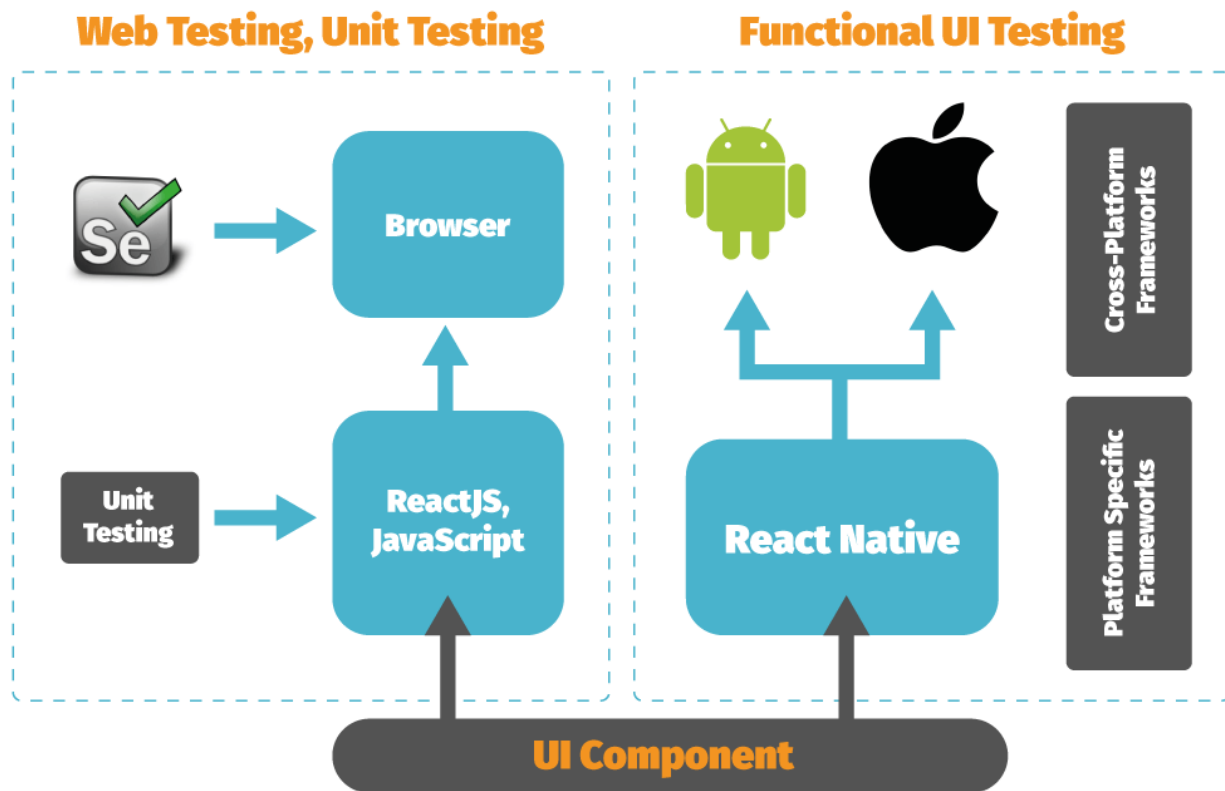 Web Testing, Unit Testing
Functional UI Testing
Se
Browser
Unit
Testing
ReactJS,
JavaScript
React Native
Cross-Platform
Frameworks
Platform Specific
Frameworks
UI Component